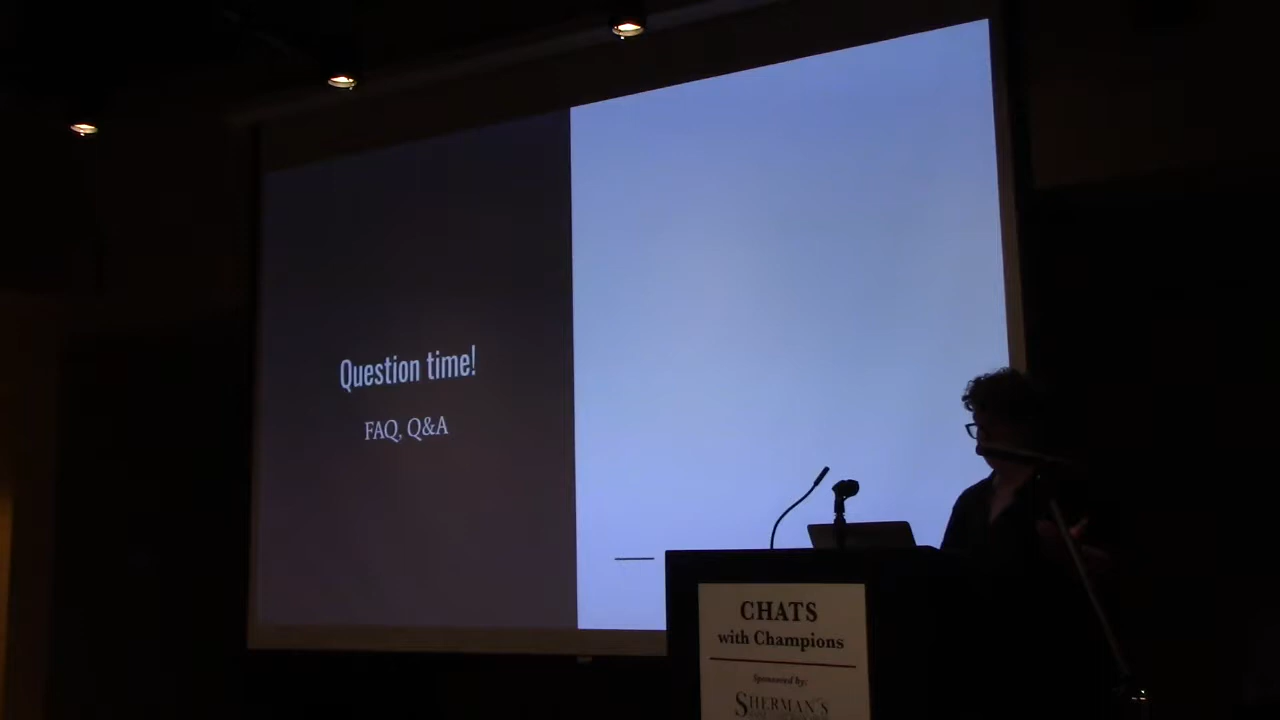 Question time!
FAQ, Q&A
CHATS
with Champions
Sponsored by:
SHERMAN'S